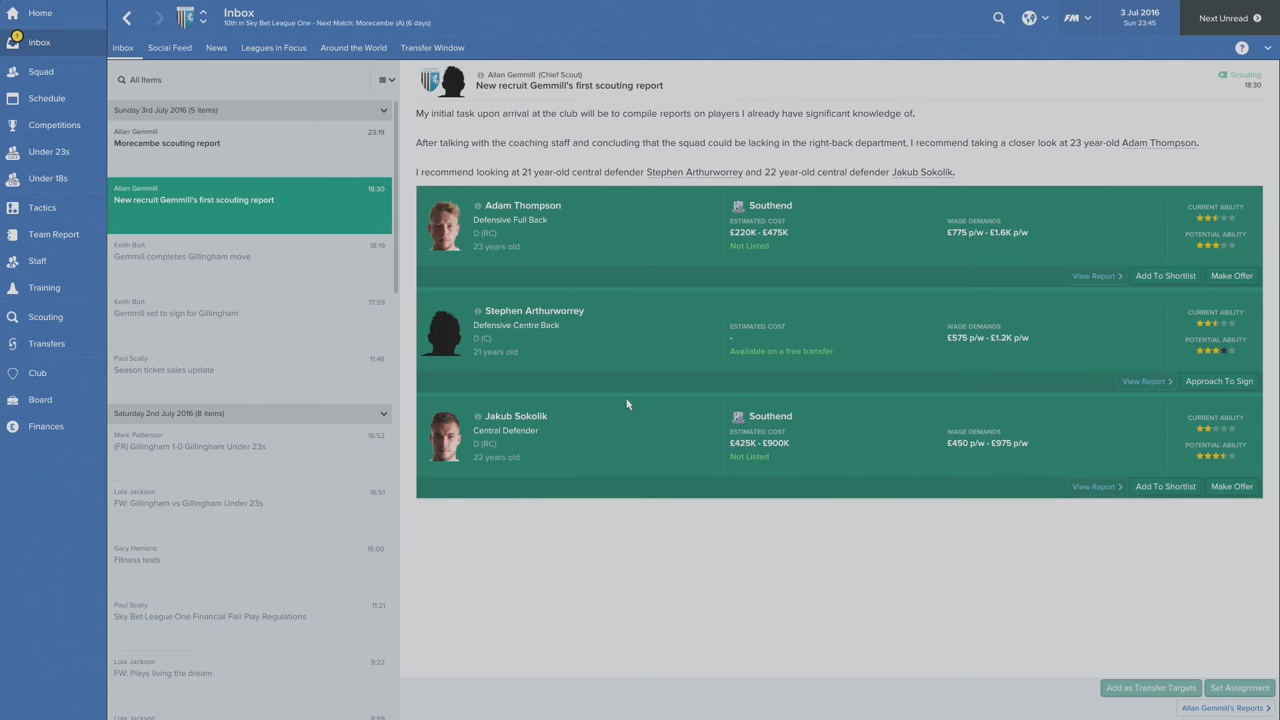 Home
1
Inbox
Squad
Schedule
Competitions
Under 23s
Under 18s
Tactics
Team Report
Staff
Training
Scouting
Transfers
Club
Board
Finances
Inbox
10th in Sky Bet League One - Next Match: Morecambe (A) (6 days)
FM
3 Jul 2016
Sun 23:45
Next Unread
Inbox
Social Feed
News
Leagues in Focus
Around the World
Transfer Window
?
All Items
Sunday 3rd July 2016 (5 items)
Allan Gemmill
23:19
Morecambe scouting report
Allan Gemmill
18:30
New recruit Gemmill's first scouting report
Keith Burt
18:19
Gemmill completes Gillingham move
Keith Burt
17:59
Gemmill set to sign for Gillingham
Paul Scally
11:46
Season ticket sales update
Saturday 2nd July 2016 (8 items)
Mark Patterson
16:52
(FR) Gillingham 1-0 Gillingham Under 23s
Lola Jackson
16:51
FW: Gillingham vs Gillingham Under 23s
Gary Hemens
15:00
Fitness tests
Paul Scally
11:21
Sky Bet League One Financial Fair Play Regulations
Lola Jackson
9:22
FW: Plays living the dream
Lola Jackson
8:59
Allan Gemmill (Chief Scout)
New recruit Gemmill's first scouting report
Scouting
18:30
My initial task upon arrival at the club will be to compile reports on players I already have significant knowledge of.
After talking with the coaching staff and concluding that the squad could be lacking in the right-back department, I recommend taking a closer look at 23 year-old Adam Thompson.
I recommend looking at 21 year-old central defender Stephen Arthurworrey and 22 year-old central defender Jakub Sokolik.
Adam Thompson
Defensive Full Back
D (RC)
23 years old
Southend
ESTIMATED COST
£220K - £475K
Not Listed
WAGE DEMANDS
£775 p/w - £1.6K p/w
CURRENT ABILITY
POTENTIAL ABILITY
View Report
Add To Shortlist
Make Offer
Stephen Arthurworrey
Defensive Centre Back
D (C)
21 years old
ESTIMATED COST
-
Available on a free transfer
WAGE DEMANDS
£575 p/w - £1.2K p/w
CURRENT ABILITY
POTENTIAL ABILITY
View Report
Approach To Sign
Jakub Sokolik
Central Defender
D (RC)
22 years old
Southend
ESTIMATED COST
£425K - £900K
Not Listed
WAGE DEMANDS
£450 p/w - £975 p/w
CURRENT ABILITY
POTENTIAL ABILITY
View Report
Add To Shortlist
Make Offer
Add as Transfer Targets
Set Assignment
Allan Gemmill's Reports